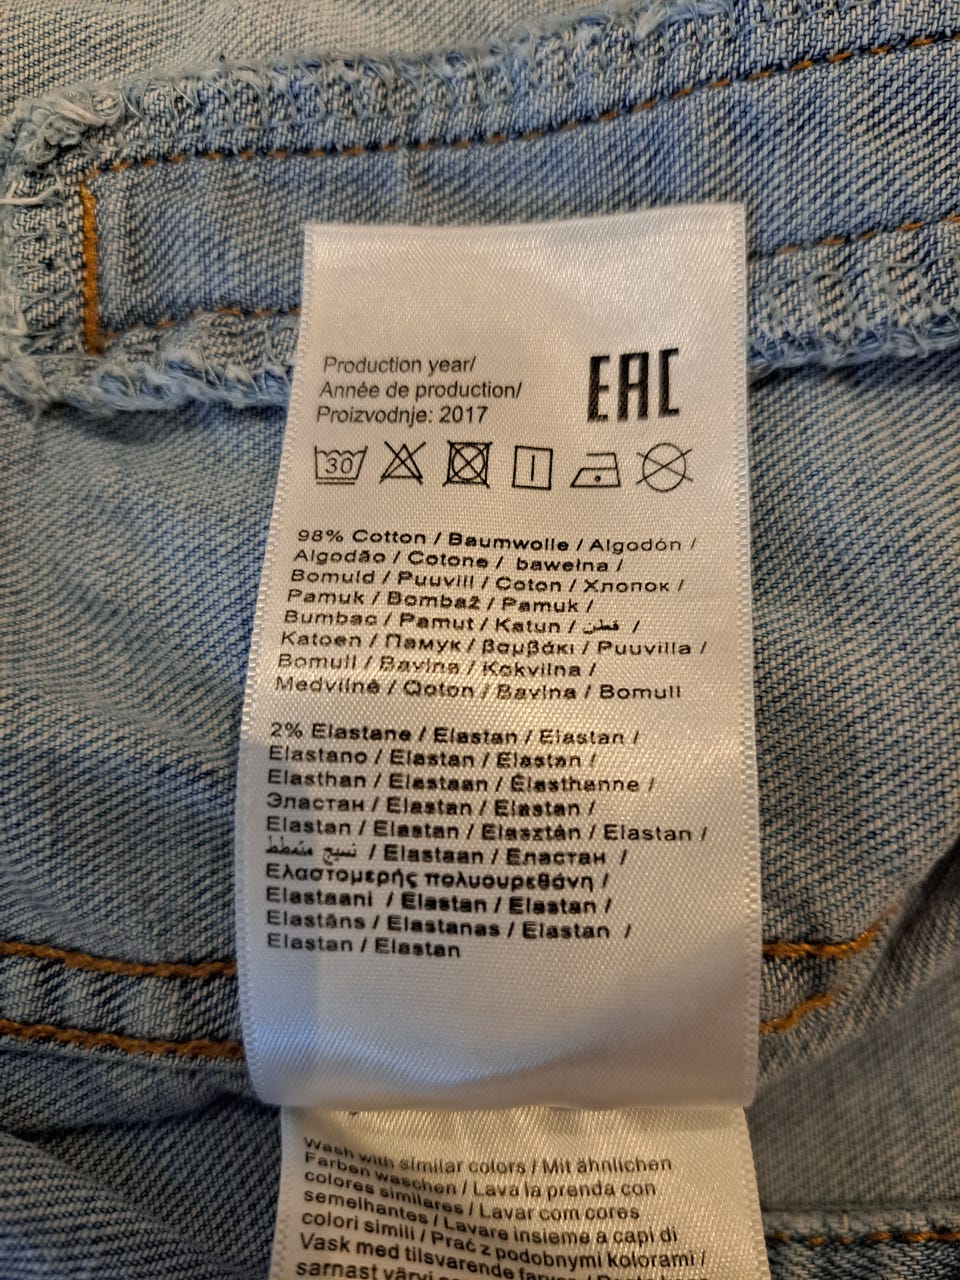 Production year/
Année de production/
Proizvodnje: 2017
EAC
30
98% Cotton / Baumwolle / Algodón /
Algodão / Cotone / bawełna /
Bomuld / Puuvill / Coton / Хлопок /
Pamuk / Bombaž / Pamuk /
Bumbac / Pamut / Katun / قطن /
Katoen / Памук / βαμβάκι / Puuvilla /
Bomull / Bavlna / Kokvilna /
Medvilnė / Qoton / Bavlna / Bomull
2% Elastane / Elastan / Elastan /
Elastano / Elastan / Elastan /
Elasthan / Elastaan / Élasthanne /
Эластан / Elastan / Elastan /
Elastan / Elastan / Elasztán / Elastan /
نسيج متمطط / Elastaan / Еластан /
Ελαστομερής πολυουρεθάνη /
Elastaani / Elastan / Elastan /
Elastāns / Elastanas / Elastan /
Elastan / Elastan
Wash with similar colors / Mit ähnlichen
Farben waschen / Lava la prenda con
colores similares / Lavar com cores
semelhantes / Lavare insieme a capi di
colori simili / Prać z podobnymi kolorami /
Vask med tilsvarende farver /
sarnast värvi